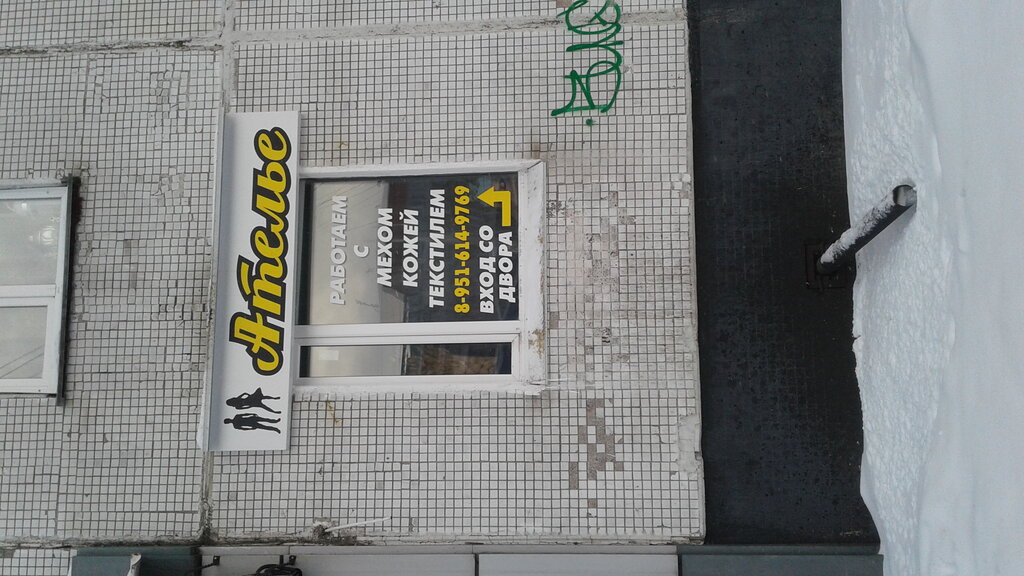 Ателье
РАБОТАЕМ
С
МЕХОМ
КОЖЕЙ
ТЕКСТИЛЕМ
8-951-614-9769
ВХОД СО
ДВОРА